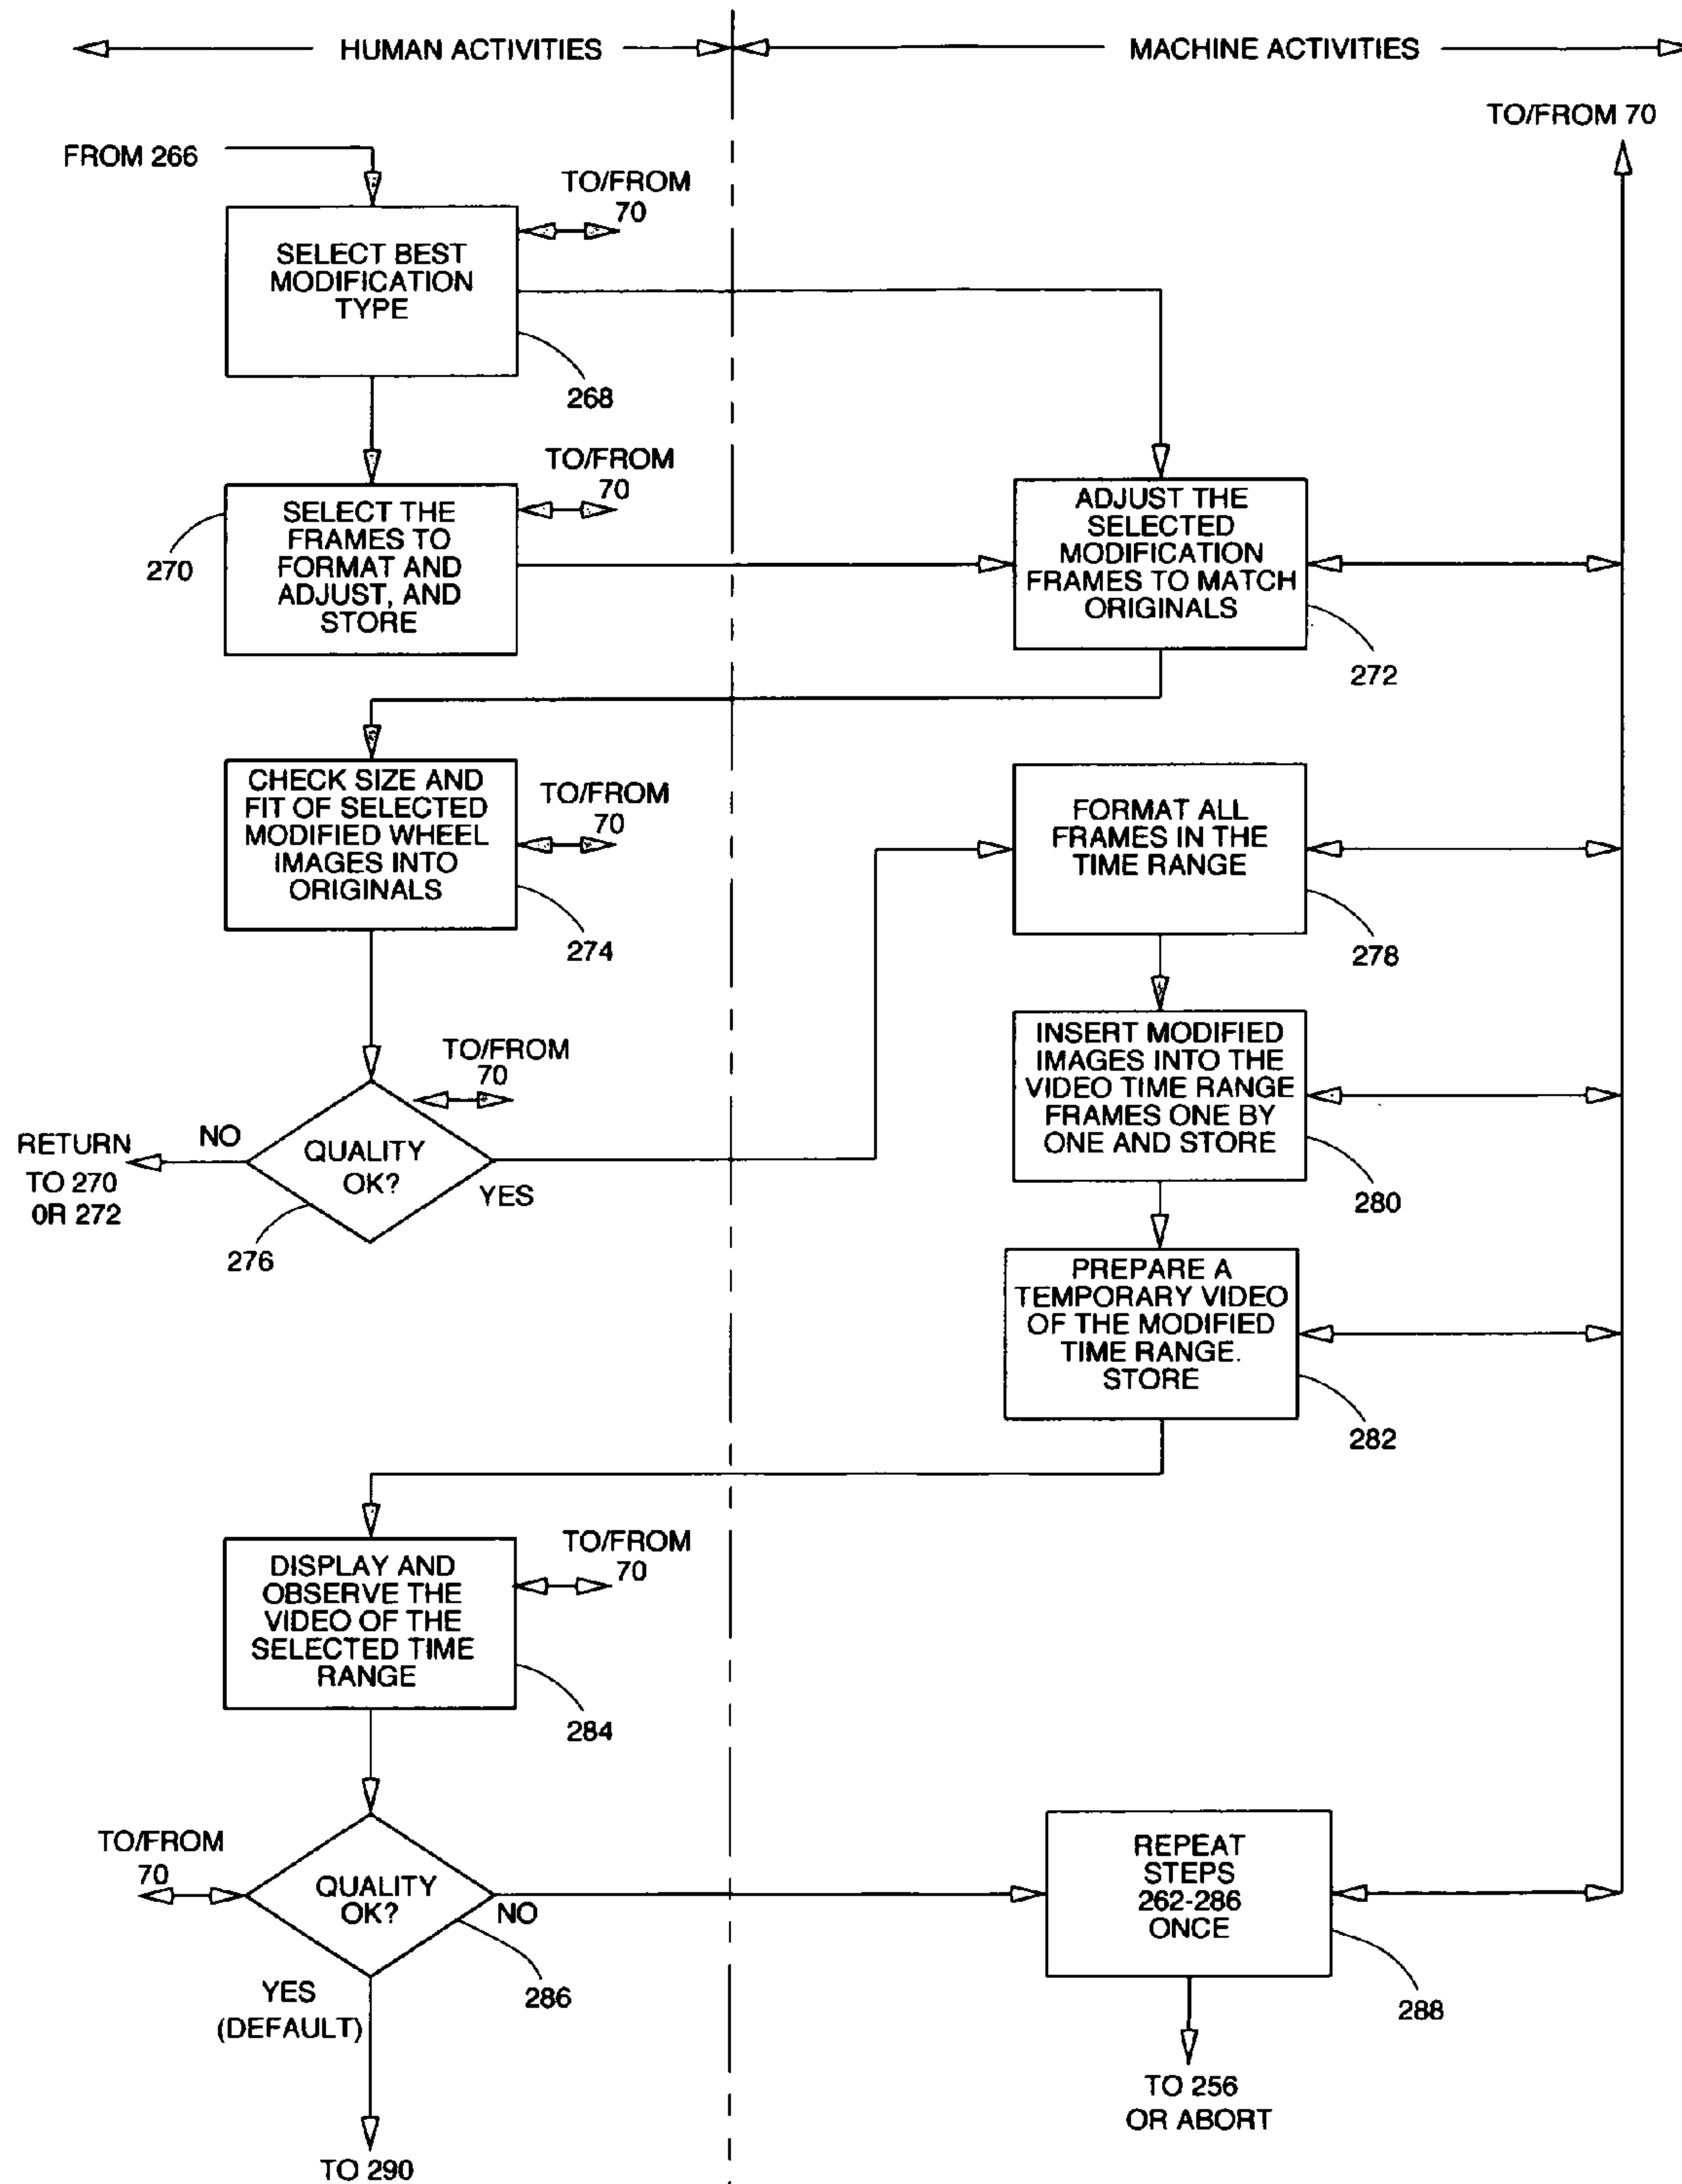 HUMAN ACTIVITIES
MACHINE ACTIVITIES
TO/FROM 70
FROM 266
TO/FROM
70
SELECT BEST
MODIFICATION
TYPE
268
TO/FROM
70
SELECT THE
FRAMES TO
FORMAT AND
ADJUST, AND
STORE
270
ADJUST THE
SELECTED
MODIFICATION
FRAMES TO MATCH
ORIGINALS
272
CHECK SIZE AND
FIT OF SELECTED
MODIFIED WHEEL
IMAGES INTO
ORIGINALS
TO/FROM
70
274
FORMAT ALL
FRAMES IN THE
TIME RANGE
278
TO/FROM
70
QUALITY
OK?
NO
RETURN
TO 270
OR 272
YES
276
INSERT MODIFIED
IMAGES INTO THE
VIDEO TIME RANGE
FRAMES ONE BY
ONE AND STORE
280
PREPARE A
TEMPORARY VIDEO
OF THE MODIFIED
TIME RANGE.
STORE
282
DISPLAY AND
OBSERVE THE
VIDEO OF THE
SELECTED TIME
RANGE
TO/FROM
70
284
TO/FROM
70
QUALITY
OK?
NO
286
YES
(DEFAULT)
TO 290
REPEAT
STEPS
262-286
ONCE
288
TO 256
OR ABORT